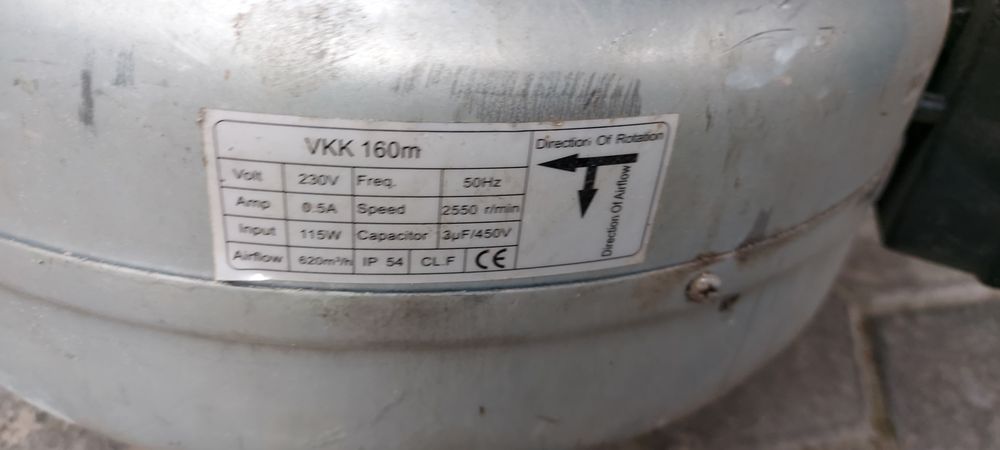 VKK 160m
Direction Of Rotation
Volt 230V Freq. 50Hz
Amp 0.5A Speed 2550 r/min
Input 115W Capacitor 3µF/450V
Airflow 620m³/h IP 54 CL.F CE
Direction Of Airflow